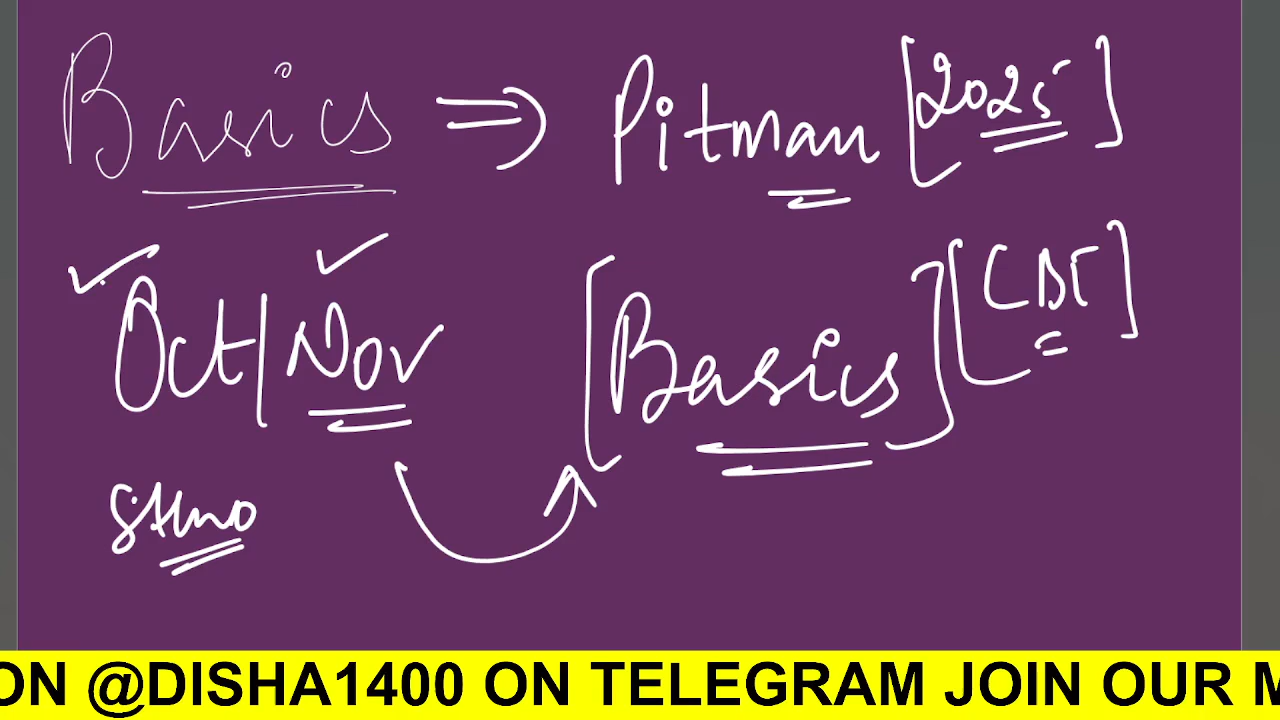 Basics ⇒ Pitman [2025]
Oct/Nov [Basics] [CBT]
Steno
ON @DISHA1400 ON TELEGRAM JOIN OUR M